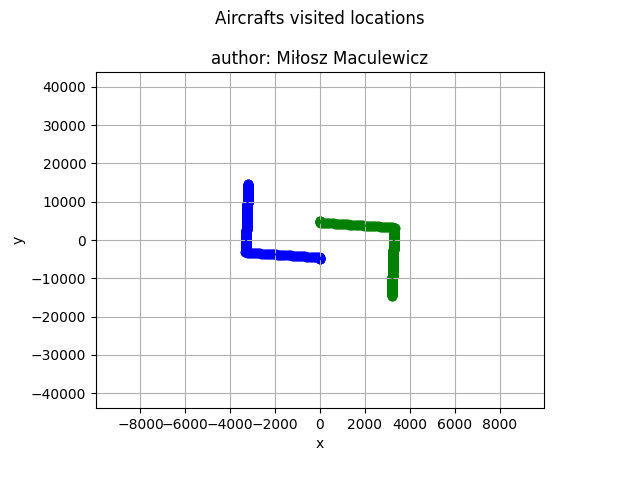 Aircrafts visited locations
author: Miłosz Maculewicz
40000
30000
20000
10000
0
−10000
−20000
−30000
−40000
y
−8000 −6000 −4000 −2000 0 2000 4000 6000 8000
x